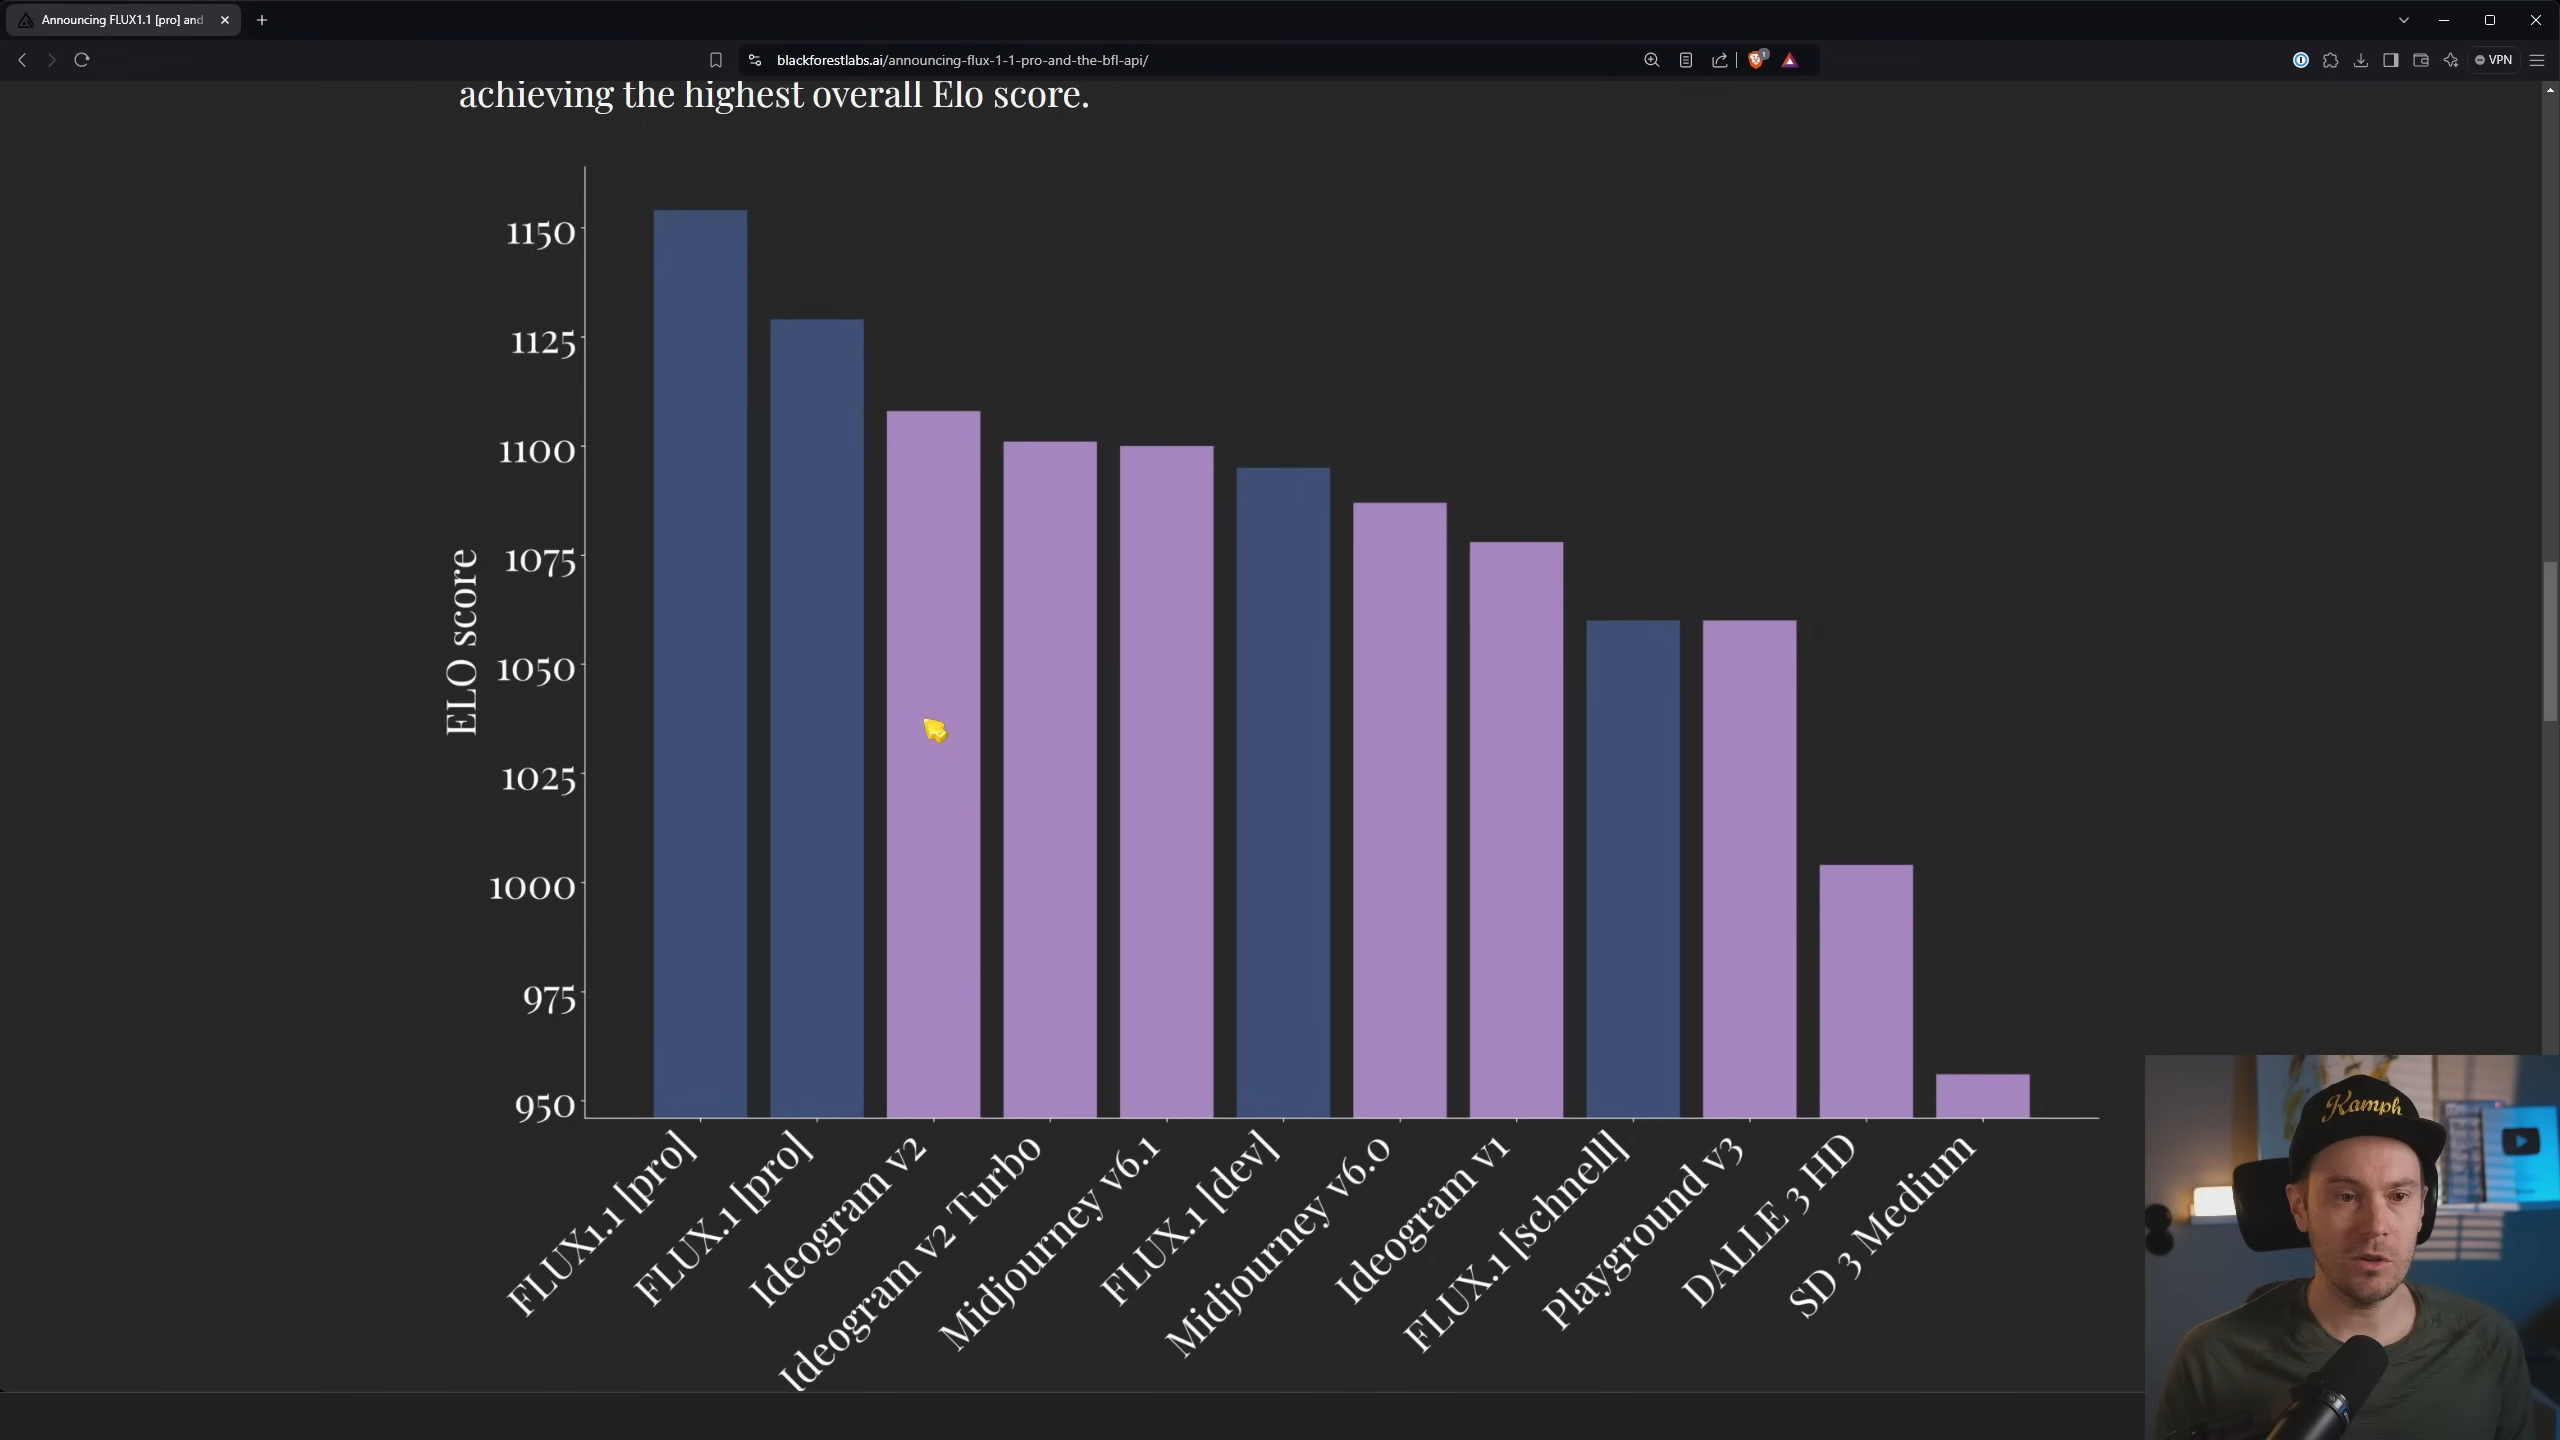 Announcing FLUX1.1 [pro] and
blackforestlabs.ai/announcing-flux-1-1-pro-and-the-bfl-api/
1
VPN
achieving the highest overall Elo score.
1150
1125
1100
1075
1050
1025
1000
975
950
ELO score
FLUX1.1 [pro]
FLUX.1 [pro]
Ideogram v2
Ideogram v2 Turbo
Midjourney v6.1
FLUX.1 [dev]
Midjourney v6.0
Ideogram v1
FLUX.1 [schnell]
Playground v3
DALLE 3 HD
SD 3 Medium
Kamph